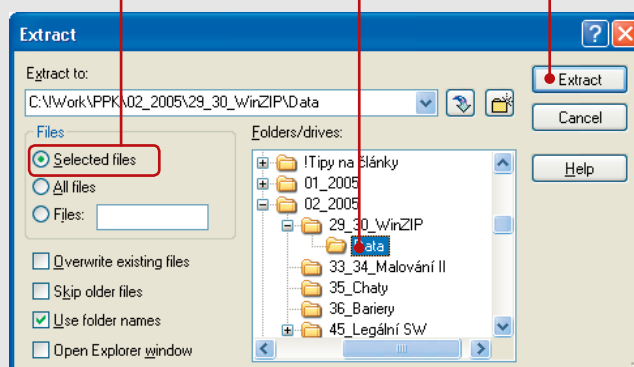 Extract
Extract to:
C:\!Work\PPK\02_2005\29_30_WinZIP\Data
Files
Selected files
All files
Files:
Overwrite existing files
Skip older files
Use folder names
Open Explorer window
Folders/drives:
!Tipy na články
01_2005
02_2005
29_30_WinZIP
Data
33_34_Malování II
35_Chaty
36_Bariery
45_Legální SW
Extract
Cancel
Help